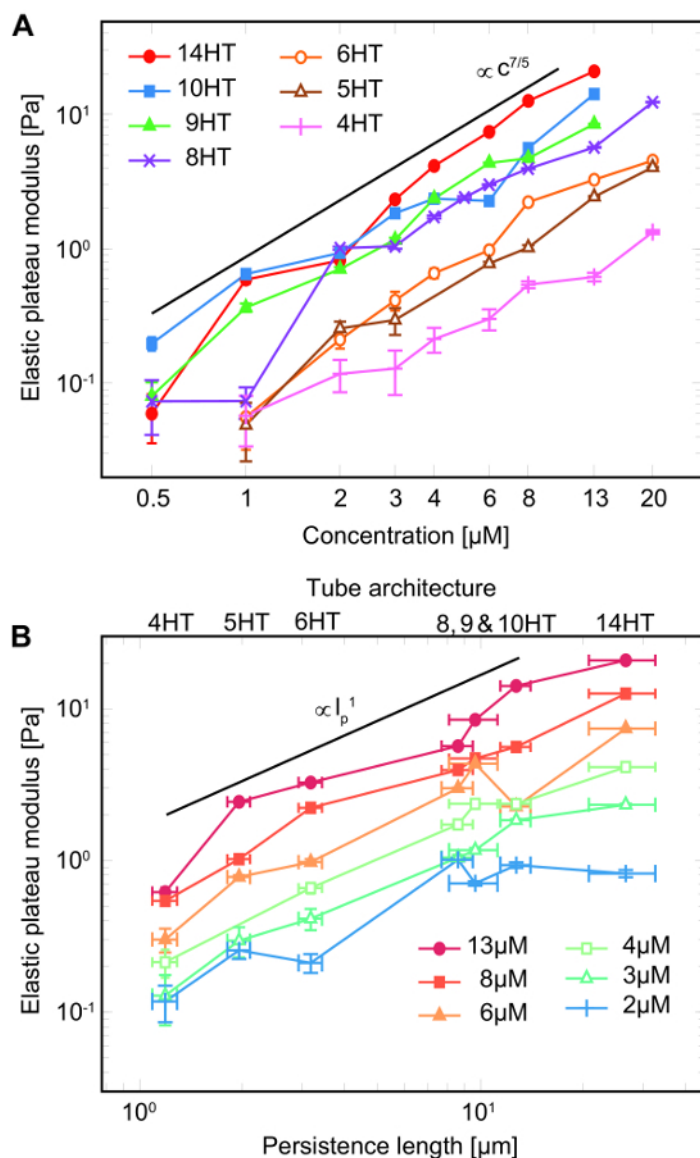 A
14HT
10HT
9HT
8HT
6HT
5HT
4HT
∝ c^7/5
Elastic plateau modulus [Pa]
10^1
10^0
10^-1
0.5 1 2 3 4 6 8 13 20
Concentration [µM]
B
Tube architecture
4HT 5HT 6HT 8, 9 & 10HT 14HT
∝ l_p^1
Elastic plateau modulus [Pa]
10^1
10^0
10^-1
13µM
8µM
6µM
4µM
3µM
2µM
10^0 10^1
Persistence length [µm]